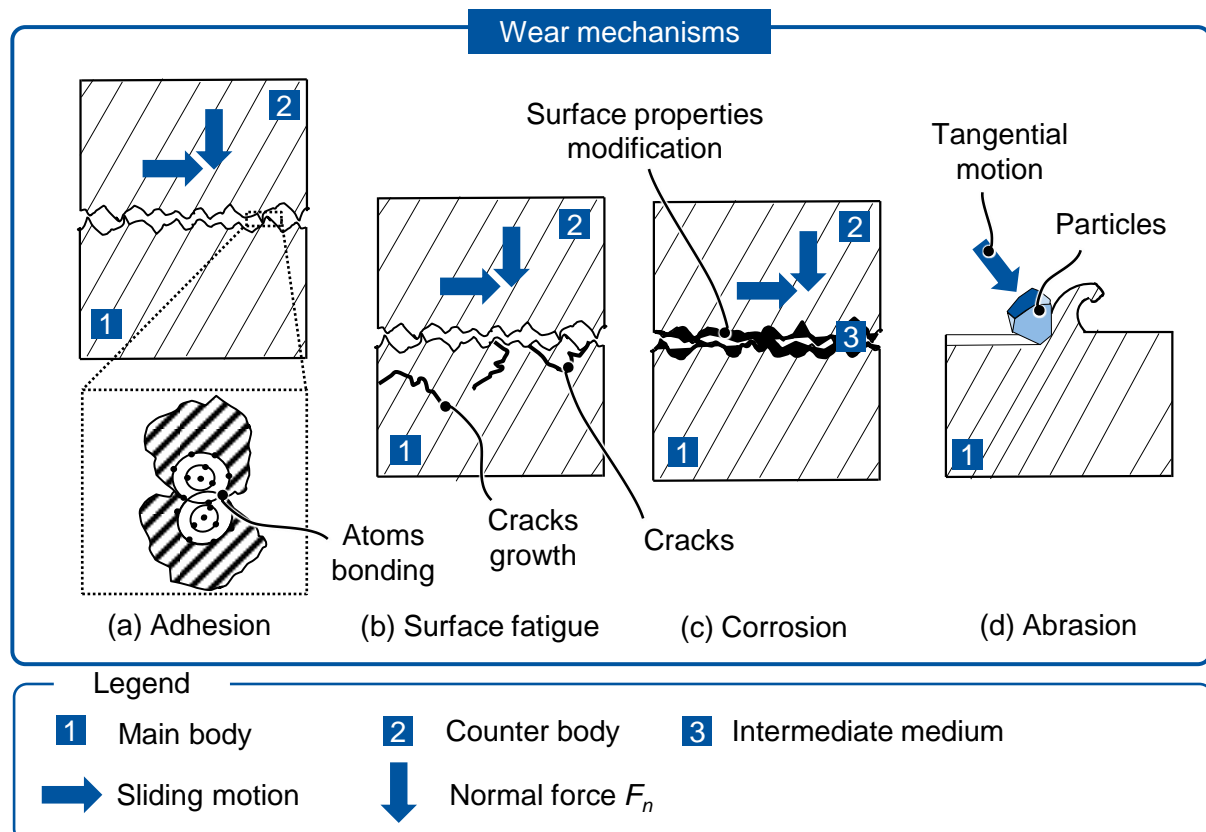 Wear mechanisms
2
1
Atoms
bonding
(a) Adhesion
2
1
Cracks
growth
Cracks
(b) Surface fatigue
Surface properties
modification
2
3
1
(c) Corrosion
Tangential
motion
Particles
1
(d) Abrasion
Legend
1 Main body
2 Counter body
3 Intermediate medium
Sliding motion
Normal force Fn